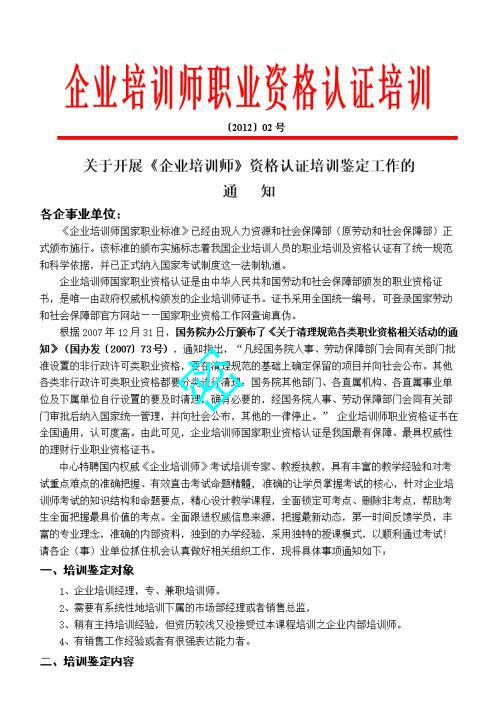 企业培训师职业资格认证培训
〔2012〕02号
关于开展《企业培训师》资格认证培训鉴定工作的
通 知
各企事业单位：
《企业培训师国家职业标准》已经由现人力资源和社会保障部（原劳动和社会保障部）正
式颁布施行。该标准的颁布实施标志着我国企业培训人员的职业培训及资格认证有了统一规范
和科学依据，并已正式纳入国家考试制度这一法制轨道。
企业培训师国家职业资格认证是由中华人民共和国劳动和社会保障部颁发的职业资格证
书，是唯一由政府权威机构颁发的企业培训师证书。证书采用全国统一编号，可登录国家劳动
和社会保障部官方网站——国家职业资格工作网查询真伪。
根据2007年12月31日，国务院办公厅颁布了《关于清理规范各类职业资格相关活动的通
知》（国办发〔2007〕73号），通知指出，“凡经国务院人事、劳动保障部门会同有关部门批
准设置的非行政许可类职业资格，要在清理规范的基础上确定保留的项目并向社会公布。其他
各类非行政许可类职业资格都要分类进行清理，国务院其他部门、各直属机构、各直属事业单
位及下属单位自行设置的要及时清理，确有必要的，经国务院人事、劳动保障部门会同有关部
门审批后纳入国家统一管理，并向社会公布，其他的一律停止。” 企业培训师职业资格证书在
全国通用，认可度高。由此可见，企业培训师国家职业资格认证是我国最有保障、最具权威性
的理财行业职业资格证书。
中心特聘国内权威《企业培训师》考试培训专家、教授执教，具有丰富的教学经验和对考
试重点难点的准确把握、有效直击考试命题精髓，准确的让学员掌握考试的核心，针对企业培
训师考试的知识结构和命题要点，精心设计教学课程，全面锁定可考点、删除非考点，帮助考
生全面把握最具价值的考点。全面跟进权威信息来源，把握最新动态，第一时间反馈学员，丰
富的专业理念，准确的内部资料，独到的办学经验，采用独特的授课模式，以顺利通过考试！
请各企（事）业单位抓住机会认真做好相关组织工作，现将具体事项通知如下：
一、培训鉴定对象
1、企业培训经理，专、兼职培训师。
2、需要有系统性地培训下属的市场部经理或者销售总监，
3、稍有主持培训经验，但资历较浅又没接受过本课程培训之企业内部培训师。
4、有销售工作经验或者有很强表达能力者。
二、培训鉴定内容